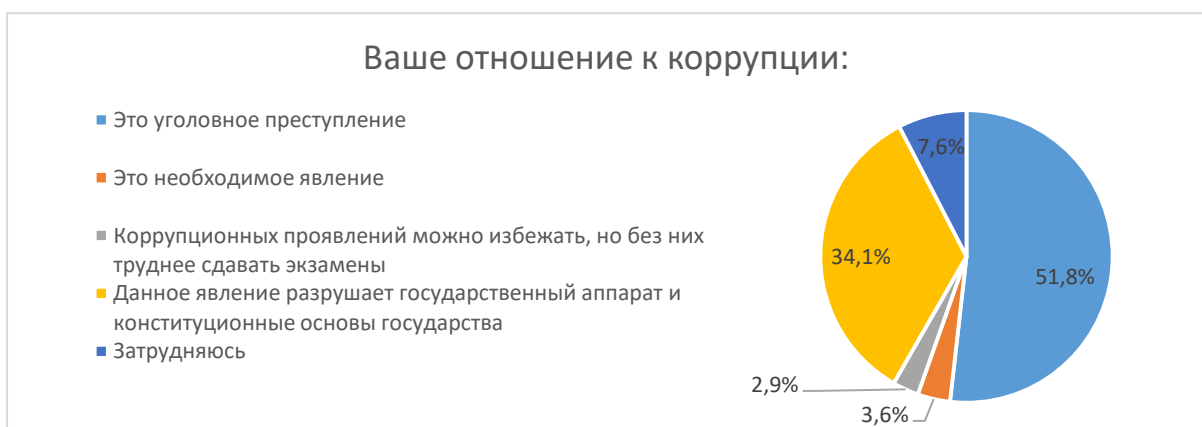 Ваше отношение к коррупции:
Это уголовное преступление
Это необходимое явление
Коррупционных проявлений можно избежать, но без них
труднее сдавать экзамены
Данное явление разрушает государственный аппарат и
конституционные основы государства
Затрудняюсь
7,6%
34,1%
51,8%
2,9%
3,6%